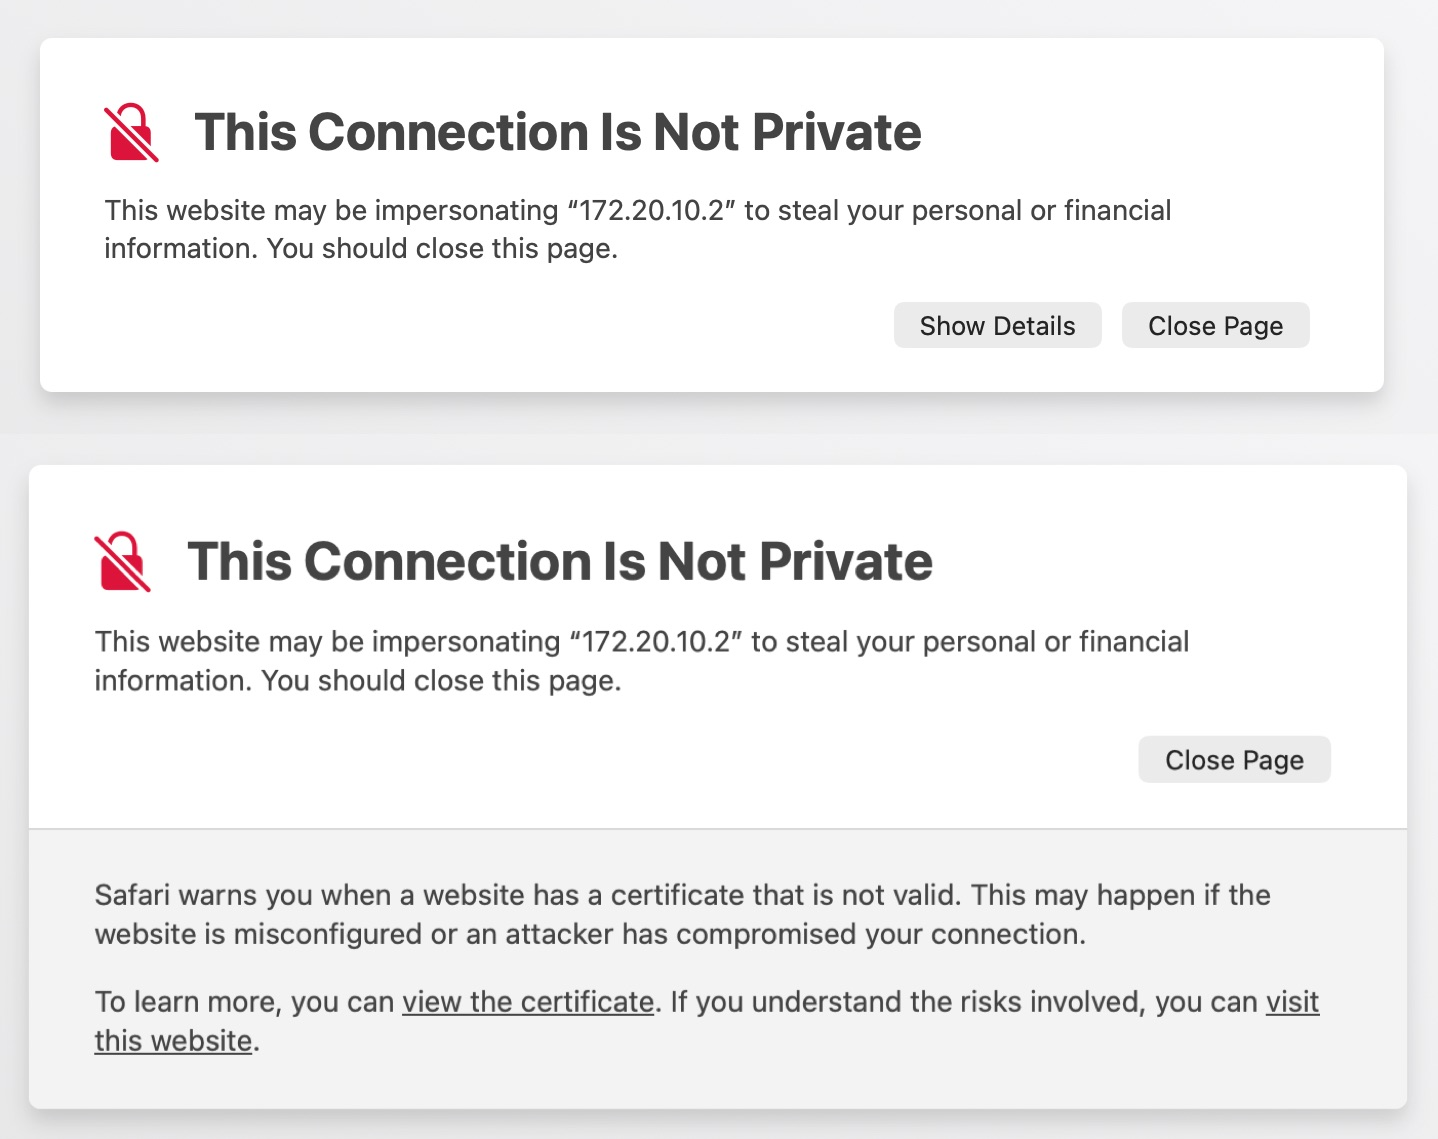 This Connection Is Not Private
This website may be impersonating “172.20.10.2” to steal your personal or financial
information. You should close this page.
Show Details
Close Page
This Connection Is Not Private
This website may be impersonating “172.20.10.2” to steal your personal or financial
information. You should close this page.
Close Page
Safari warns you when a website has a certificate that is not valid. This may happen if the
website is misconfigured or an attacker has compromised your connection.
To learn more, you can view the certificate. If you understand the risks involved, you can visit
this website.